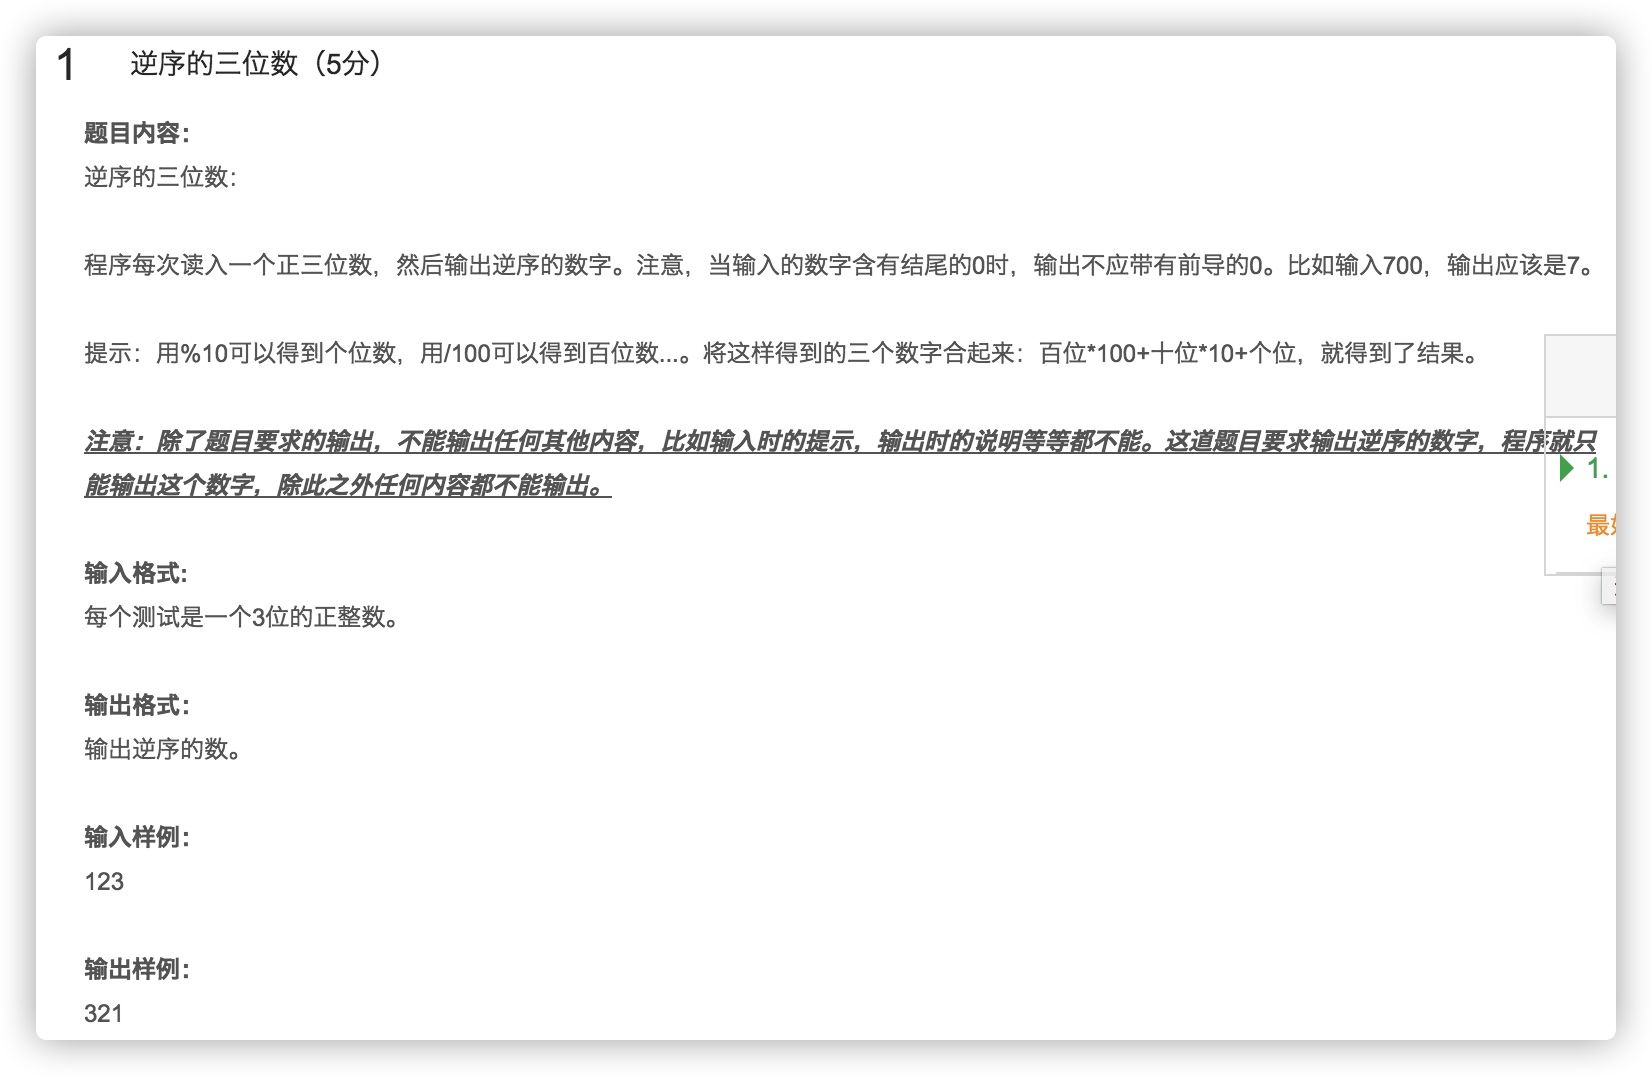 1 逆序的三位数（5分）
题目内容：
逆序的三位数：
程序每次读入一个正三位数，然后输出逆序的数字。注意，当输入的数字含有结尾的0时，输出不应带有前导的0。比如输入700，输出应该是7。
提示：用%10可以得到个位数，用/100可以得到百位数...。将这样得到的三个数字合起来：百位*100+十位*10+个位，就得到了结果。
注意：除了题目要求的输出，不能输出任何其他内容，比如输入时的提示，输出时的说明等等都不能。这道题目要求输出逆序的数字，程序就只
能输出这个数字，除此之外任何内容都不能输出。
1.
最
输入格式:
每个测试是一个3位的正整数。
输出格式：
输出逆序的数。
输入样例：
123
输出样例：
321